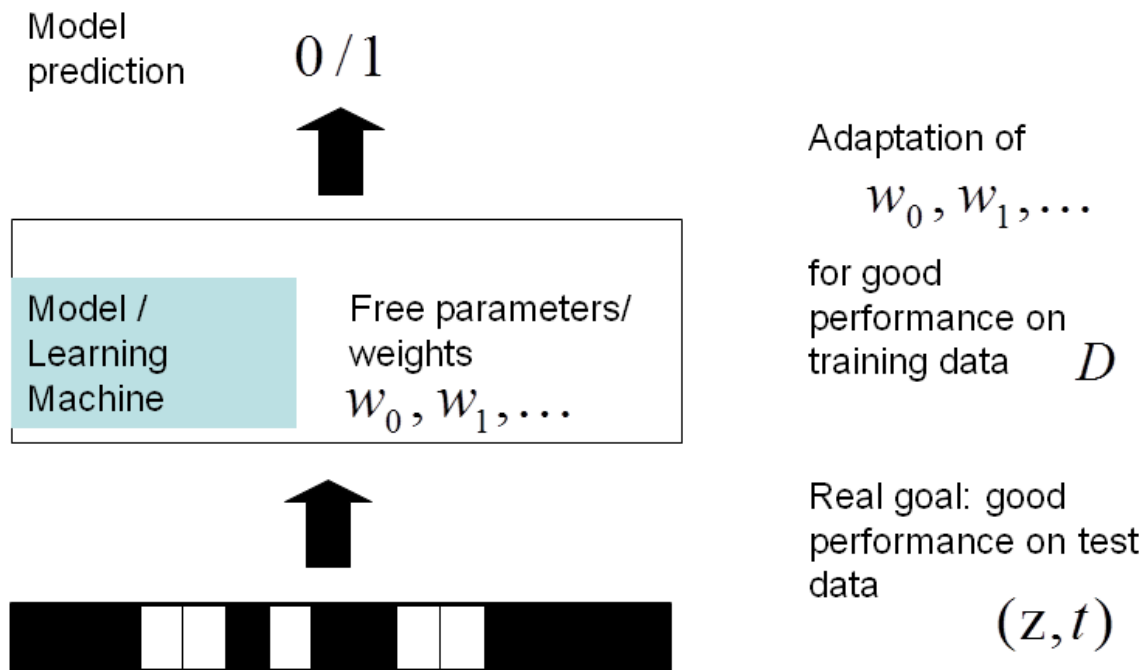 Model
prediction
0 / 1
Adaptation of
w₀, w₁,…
for good
performance on
training data D
Model /
Learning
Machine
Free parameters/
weights
w₀, w₁,…
Real goal: good
performance on test
data
(z, t)